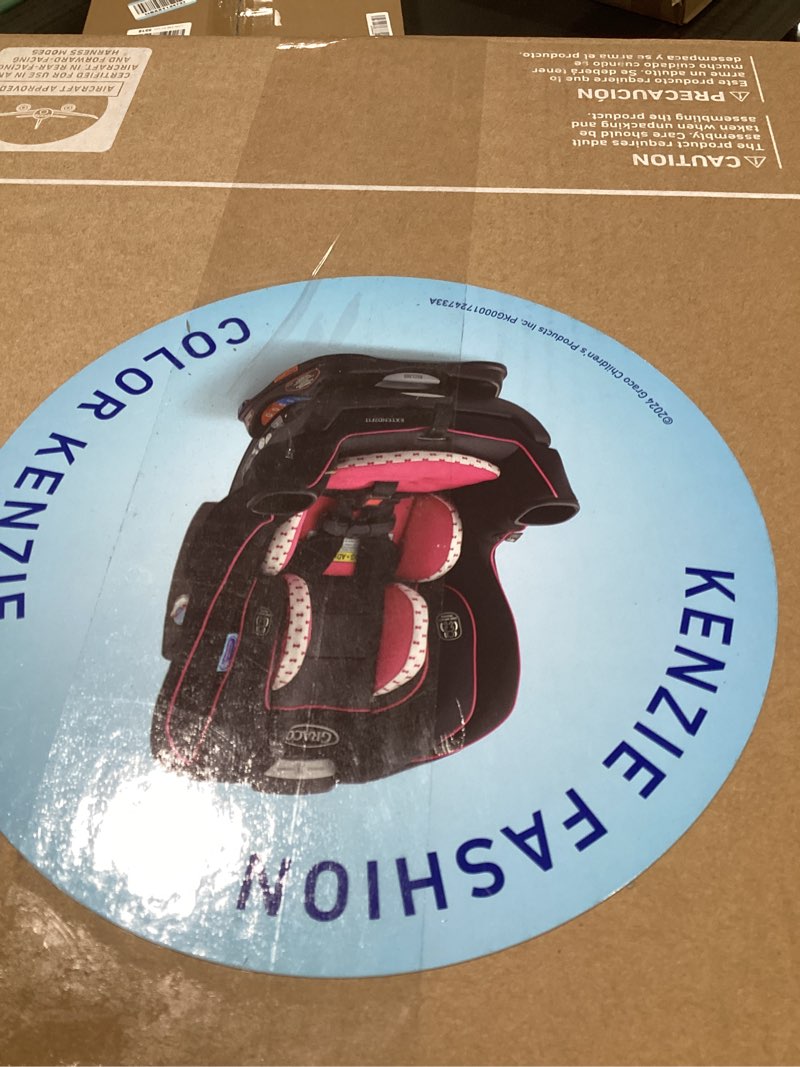 ⚠CAUTION
The product requires adult
assembly. Care should be
taken when unpacking and
assembling the product.
⚠PRECAUCIÓN
Este producto requiere que lo
arme un adulto. Se deberá tener
mucho cuidado cuando se
desempaca y se arma el producto.
AIRCRAFT APPROVED
CERTIFIED FOR USE IN AN
AIRCRAFT, IN REAR-FACING
AND FORWARD-FACING
HARNESS MODES
KENZIE FASHION
COLOR KENZIE
GRACO
EXTEND2FIT
©2024 Graco Children's Products Inc. PKG0001724733A